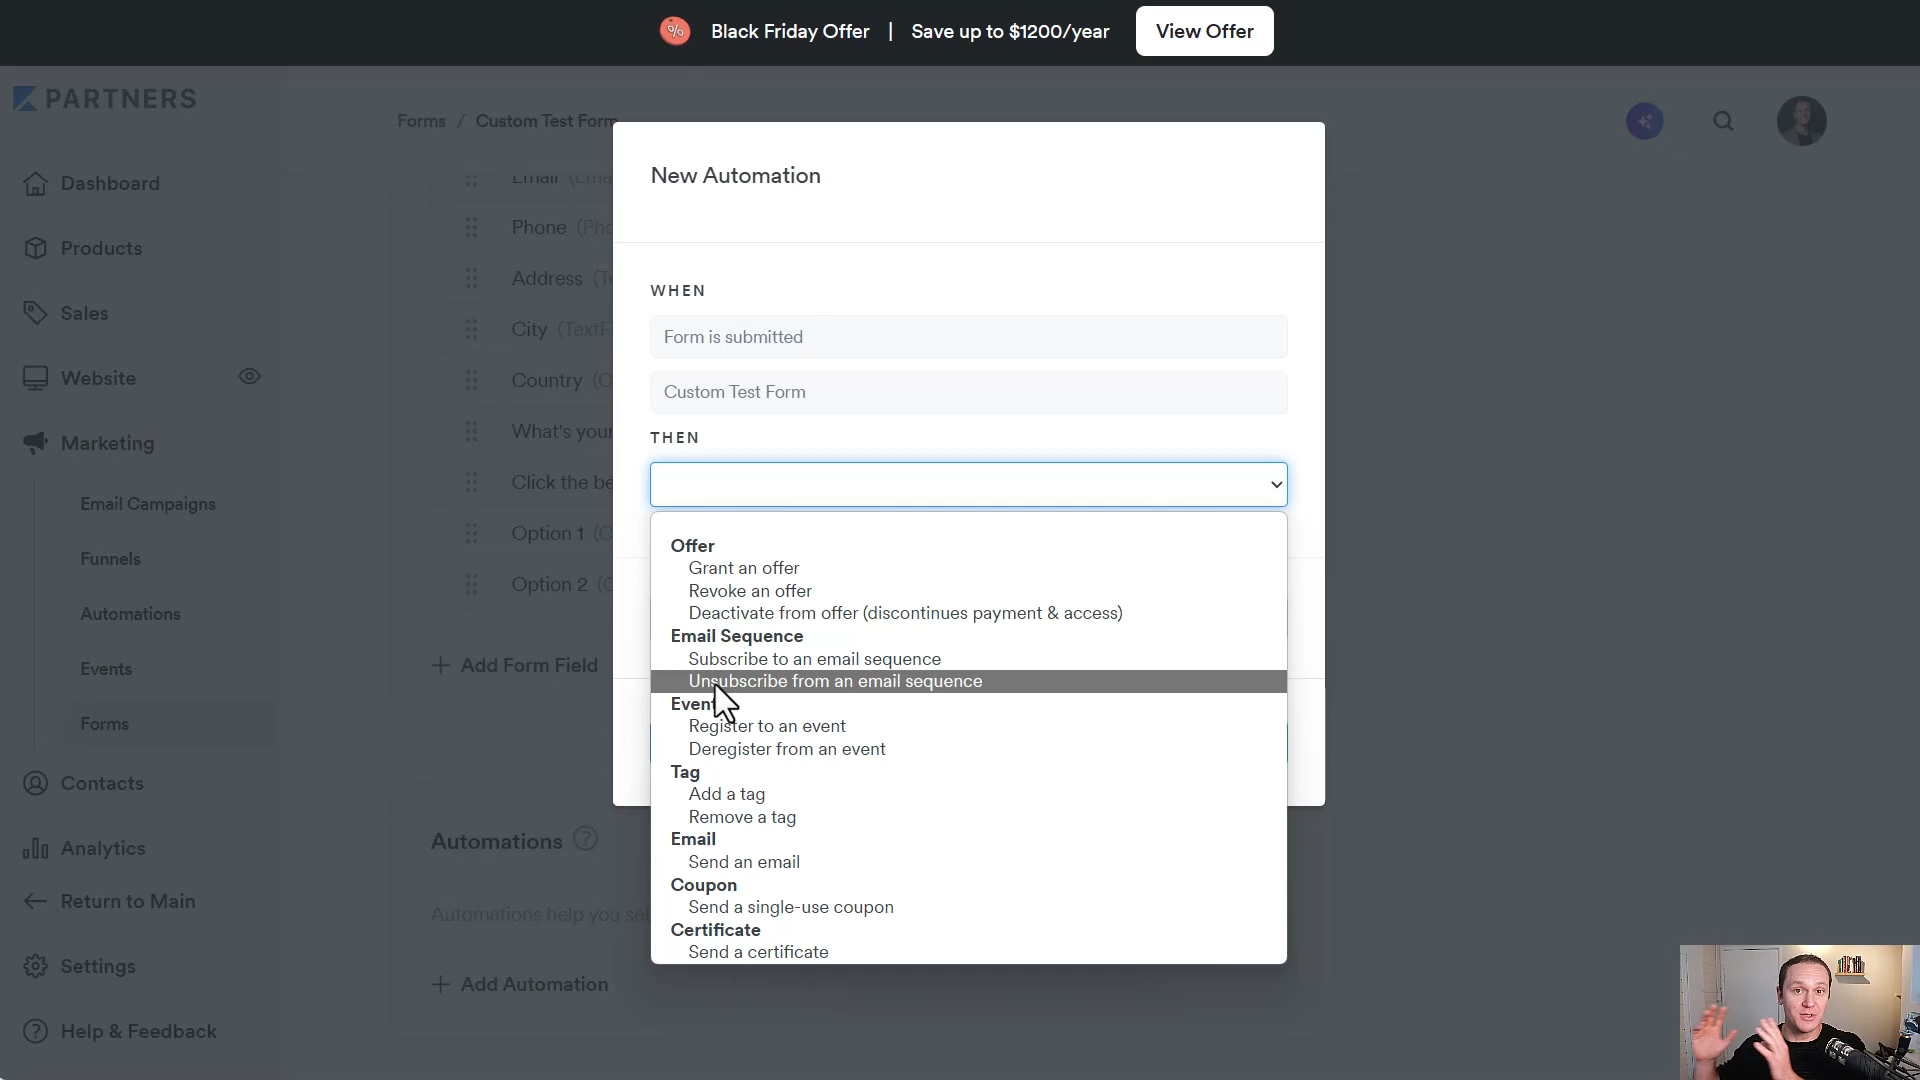 Black Friday Offer | Save up to $1200/year View Offer
PARTNERS
Forms / Custom Test Form
Dashboard
Products
Sales
Website
Marketing
Email Campaigns
Funnels
Automations
Events
Forms
Contacts
Analytics
Return to Main
Settings
Help & Feedback
Email
Phone
Address
City
Country
What's your
Click the be
Option 1
Option 2
Add Form Field
Automations
Automations help you
Add Automation
New Automation
WHEN
Form is submitted
Custom Test Form
THEN
Offer
Grant an offer
Revoke an offer
Deactivate from offer (discontinues payment & access)
Email Sequence
Subscribe to an email sequence
Unsubscribe from an email sequence
Event
Register to an event
Deregister from an event
Tag
Add a tag
Remove a tag
Email
Send an email
Coupon
Send a single-use coupon
Certificate
Send a certificate